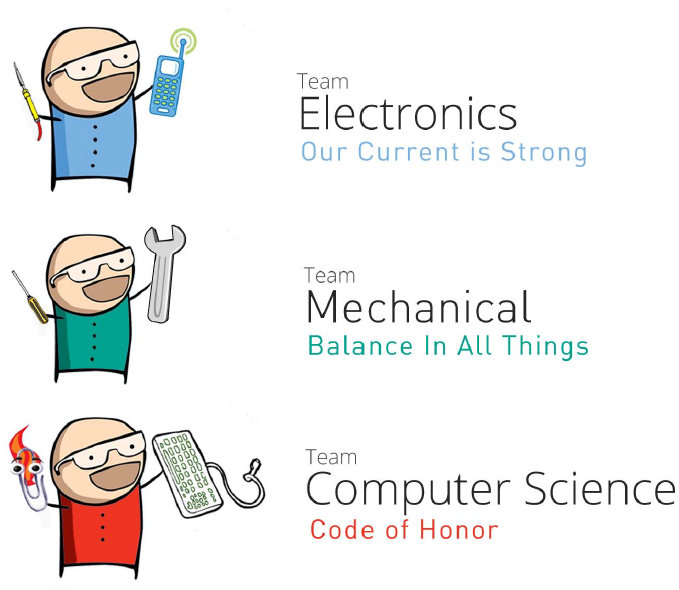 Team
Electronics
Our Current is Strong
Team
Mechanical
Balance In All Things
Team
Computer Science
Code of Honor